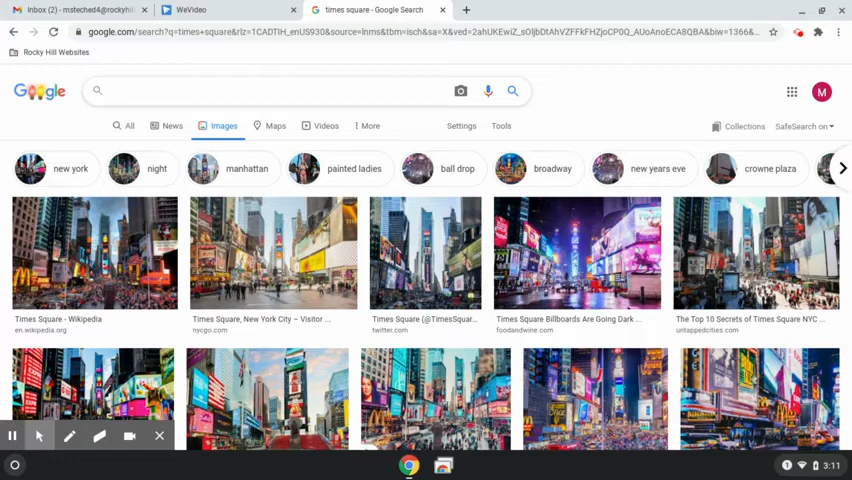 Inbox (2) - msteched4@rockyhill
WeVideo
times square - Google Search
google.com/search?q=times+square&rlz=1CADTIH_enUS930&source=lnms&tbm=isch&sa=X&ved=2ahUKEwiZ_sOljbDtAhVZFFkFHZjoCP0Q_AUoAnoECA8QBA&biw=1366&...
Rocky Hill Websites
Google
M
All
News
Images
Maps
Videos
More
Settings
Tools
Collections
SafeSearch on
new york
night
manhattan
painted ladies
ball drop
broadway
new years eve
crowne plaza
Times Square - Wikipedia
en.wikipedia.org
Times Square, New York City – Visitor ...
nycgo.com
Times Square (@TimesSquar...
twitter.com
Times Square Billboards Are Going Dark ...
foodandwine.com
The Top 10 Secrets of Times Square NYC ...
untappedcities.com
1
3:11